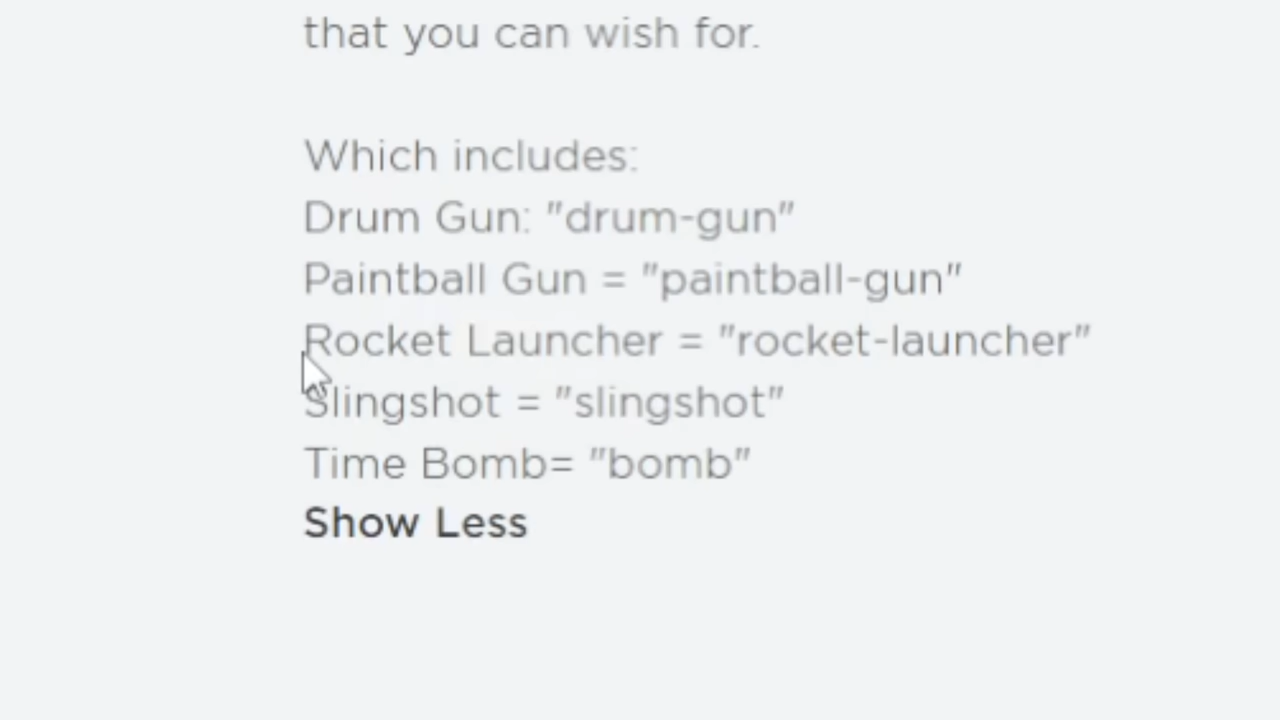 that you can wish for.
Which includes:
Drum Gun: "drum-gun"
Paintball Gun = "paintball-gun"
Rocket Launcher = "rocket-launcher"
Slingshot = "slingshot"
Time Bomb= "bomb"
Show Less